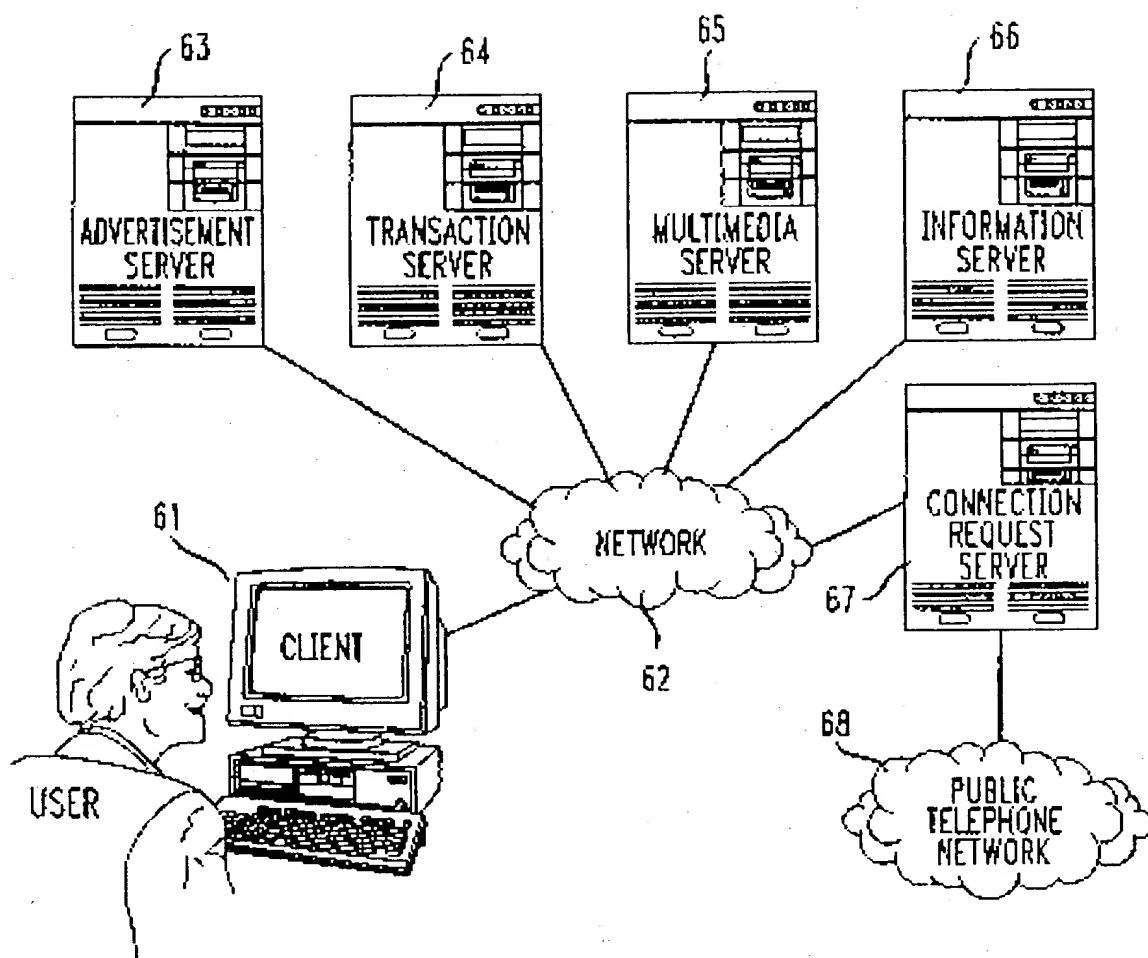 63
64
65
66
ADVERTISEMENT
SERVER
TRANSACTION
SERVER
MULTIMEDIA
SERVER
INFORMATION
SERVER
61
NETWORK
62
CONNECTION
REQUEST
SERVER
67
CLIENT
USER
68
PUBLIC
TELEPHONE
NETWORK